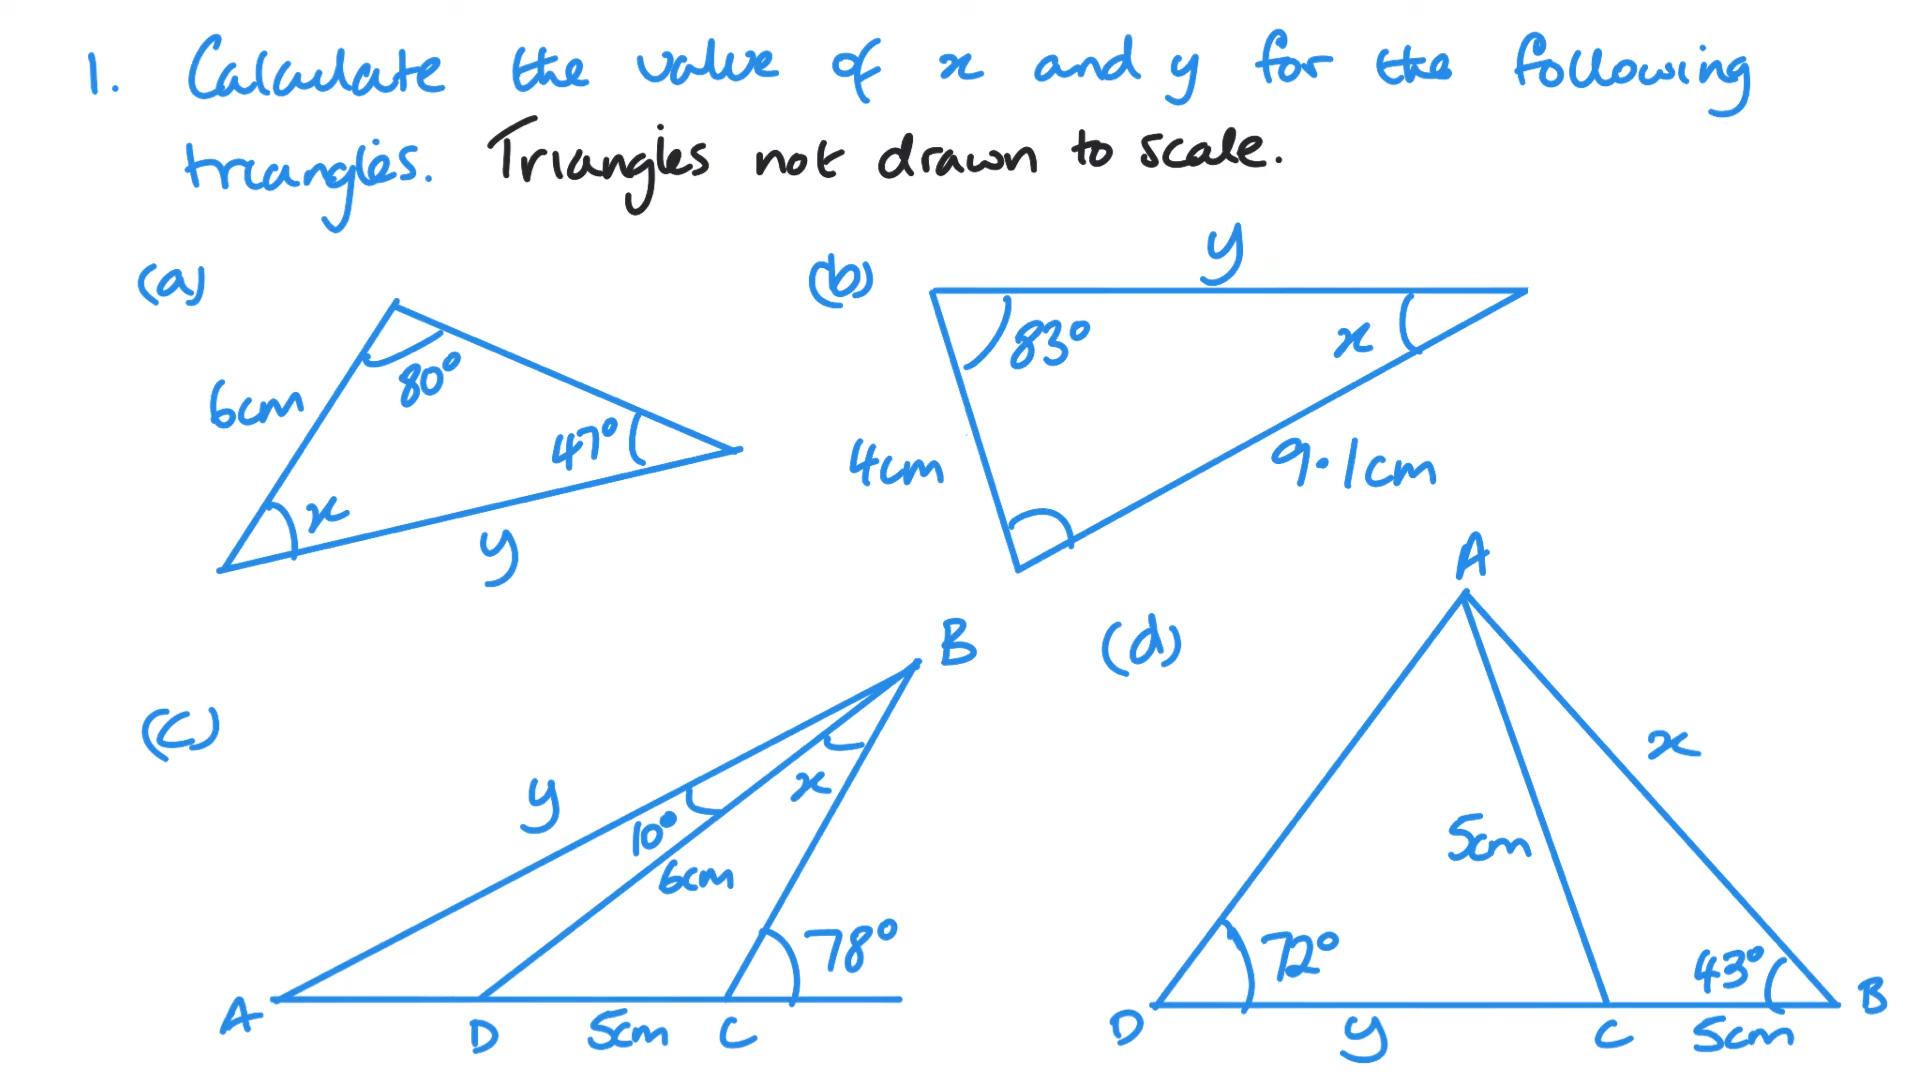 1. Calculate the value of x and y for the following
triangles. Triangles not drawn to scale.
(a)
6cm
80°
47°
x
y
(b)
y
83°
x
4cm
9.1cm
(c)
B
y
10°
x
6cm
78°
A
D
5cm
C
(d)
A
x
5cm
72°
43°
D
y
C
5cm
B